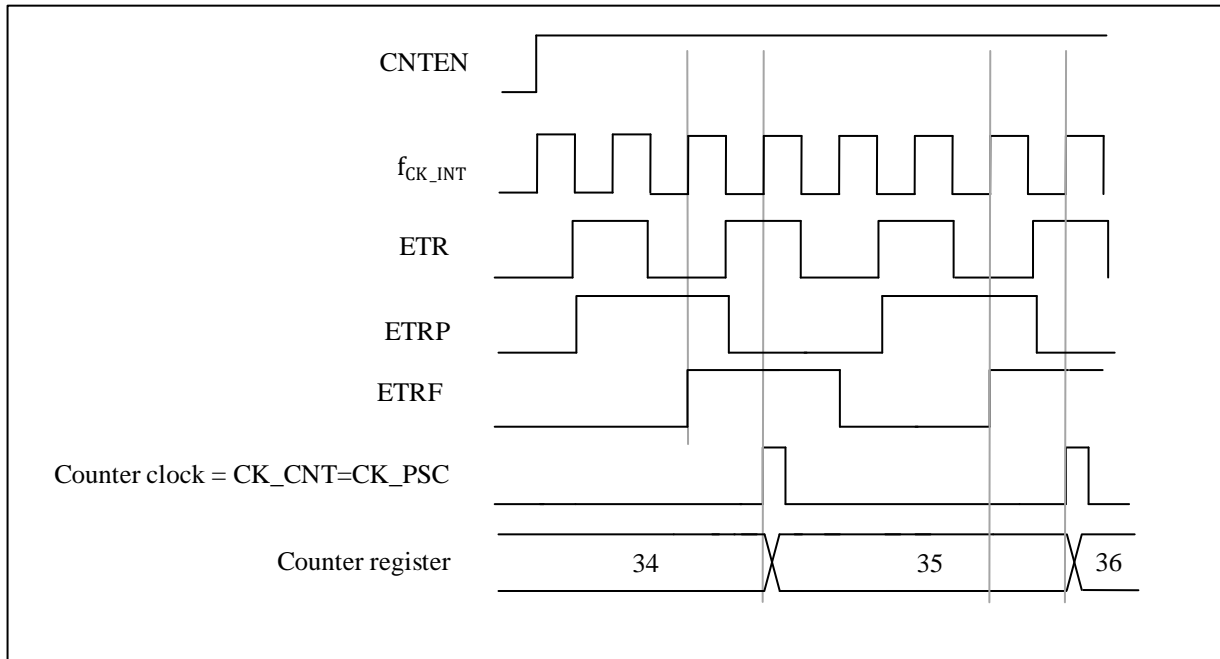 CNTEN
fCK_INT
ETR
ETRP
ETRF
Counter clock = CK_CNT=CK_PSC
Counter register 34 35 36